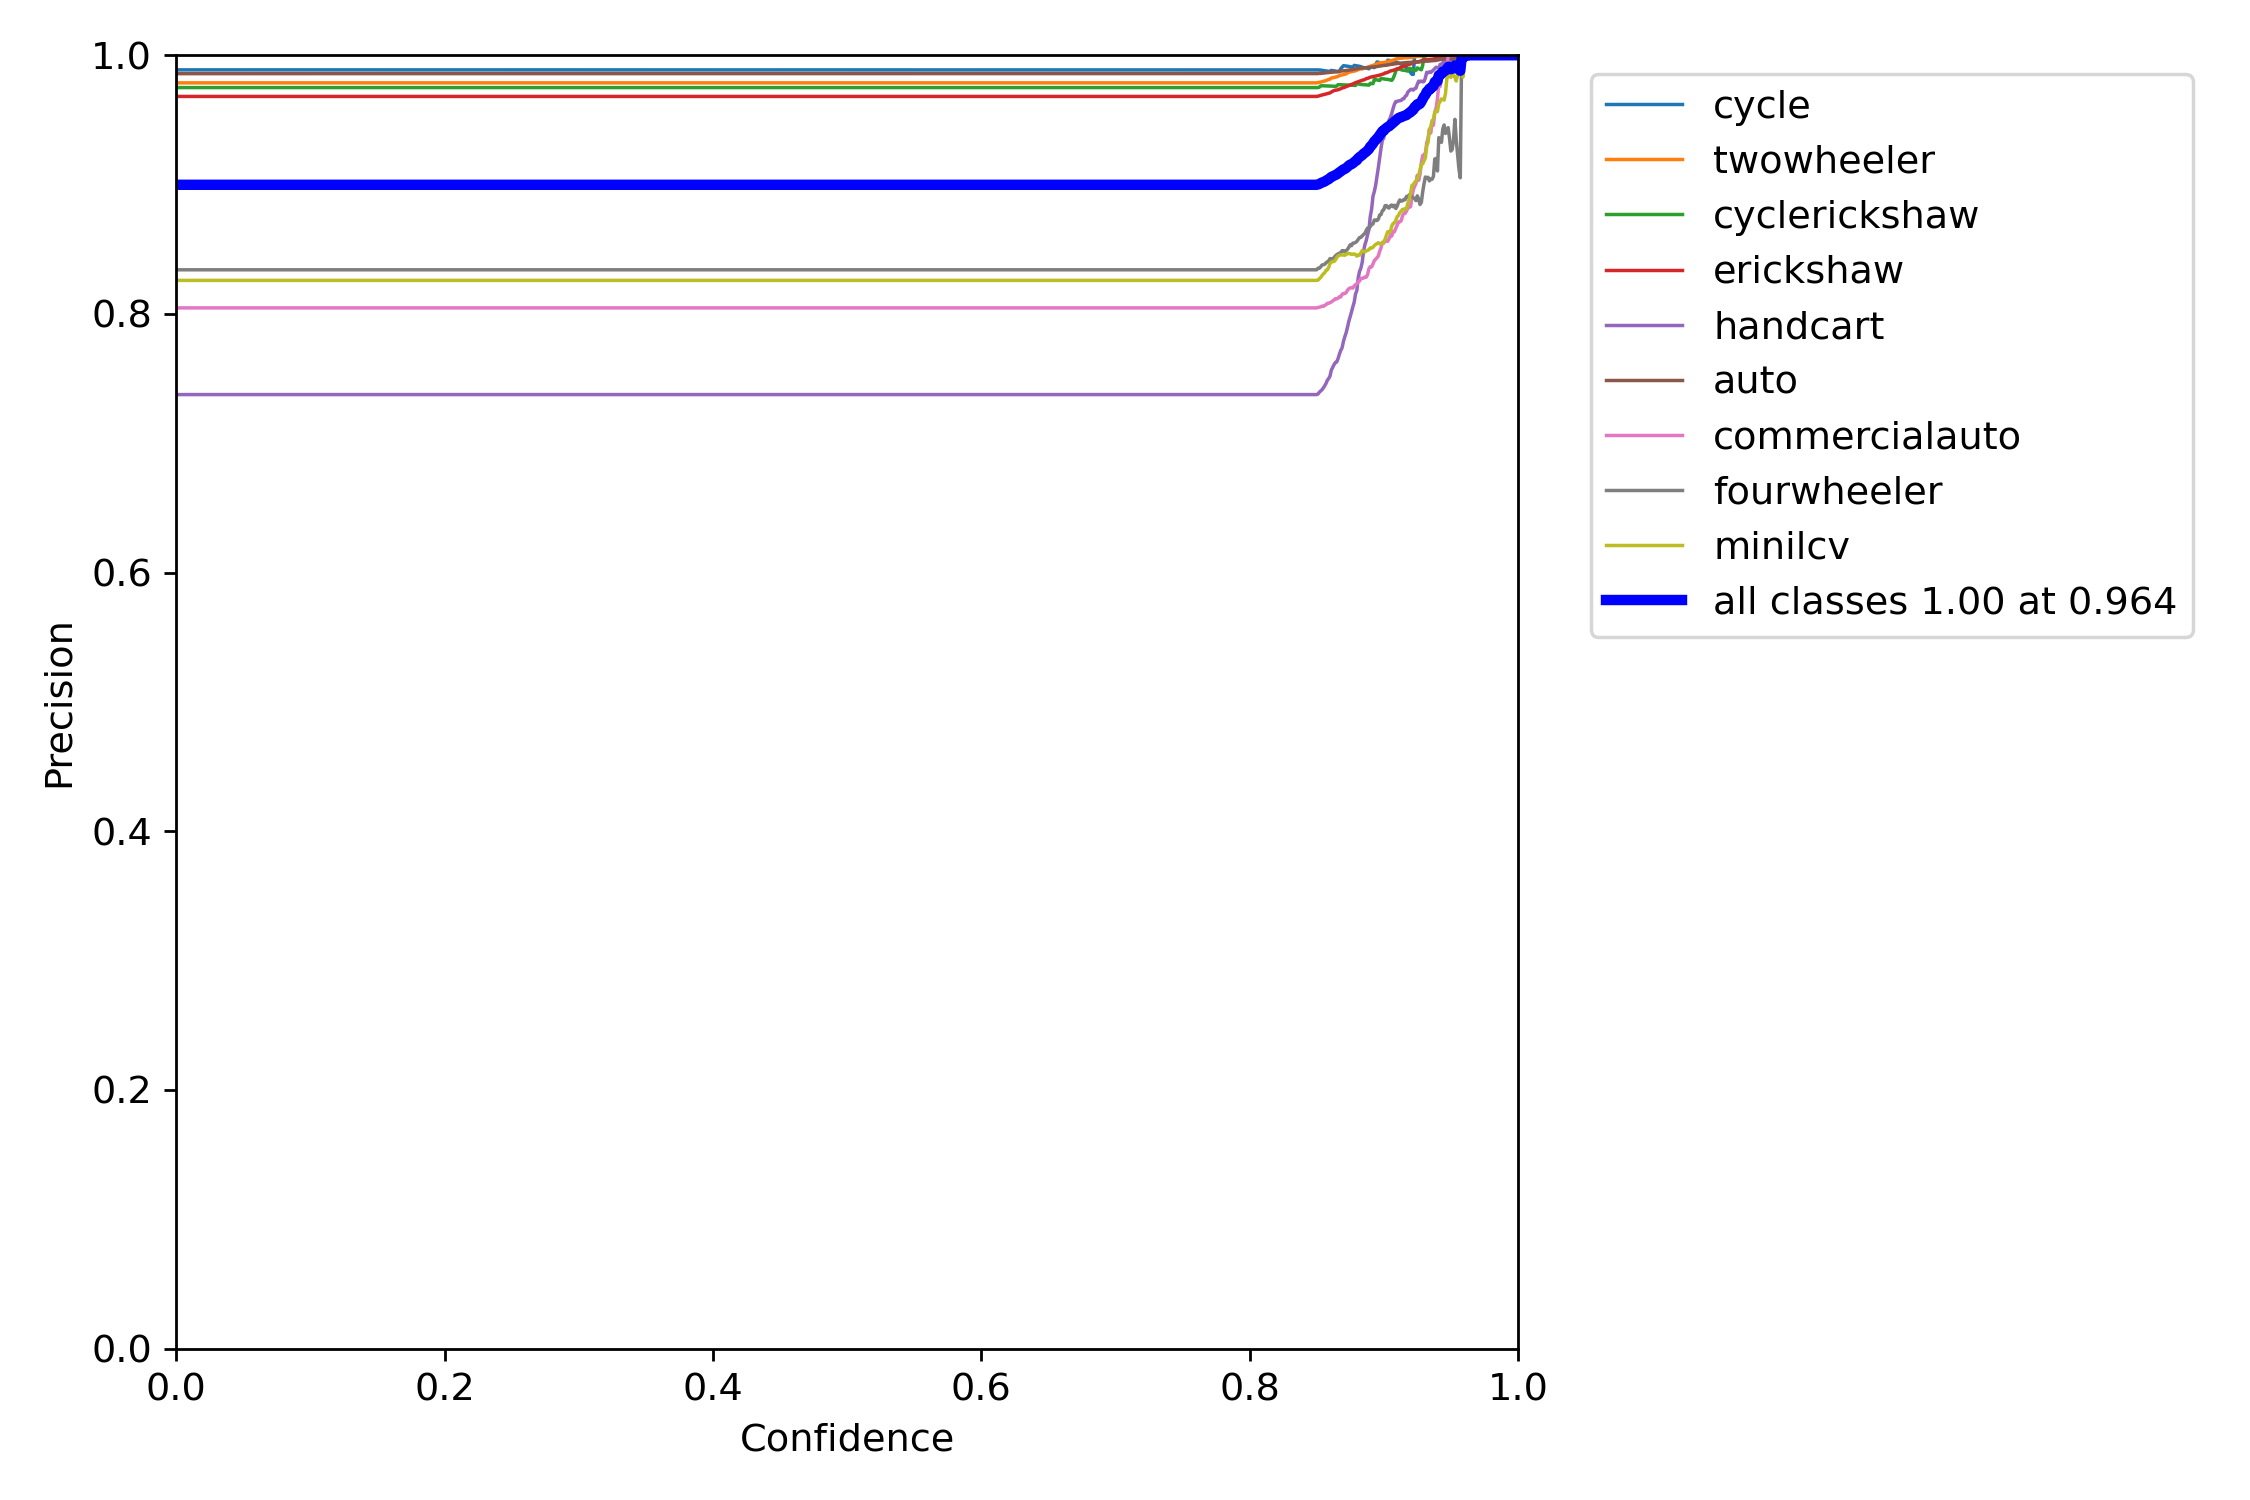 1.0
0.8
0.6
0.4
0.2
0.0
0.0 0.2 0.4 0.6 0.8 1.0
Precision
Confidence
cycle
twowheeler
cyclerickshaw
erickshaw
handcart
auto
commercialauto
fourwheeler
minilcv
all classes 1.00 at 0.964